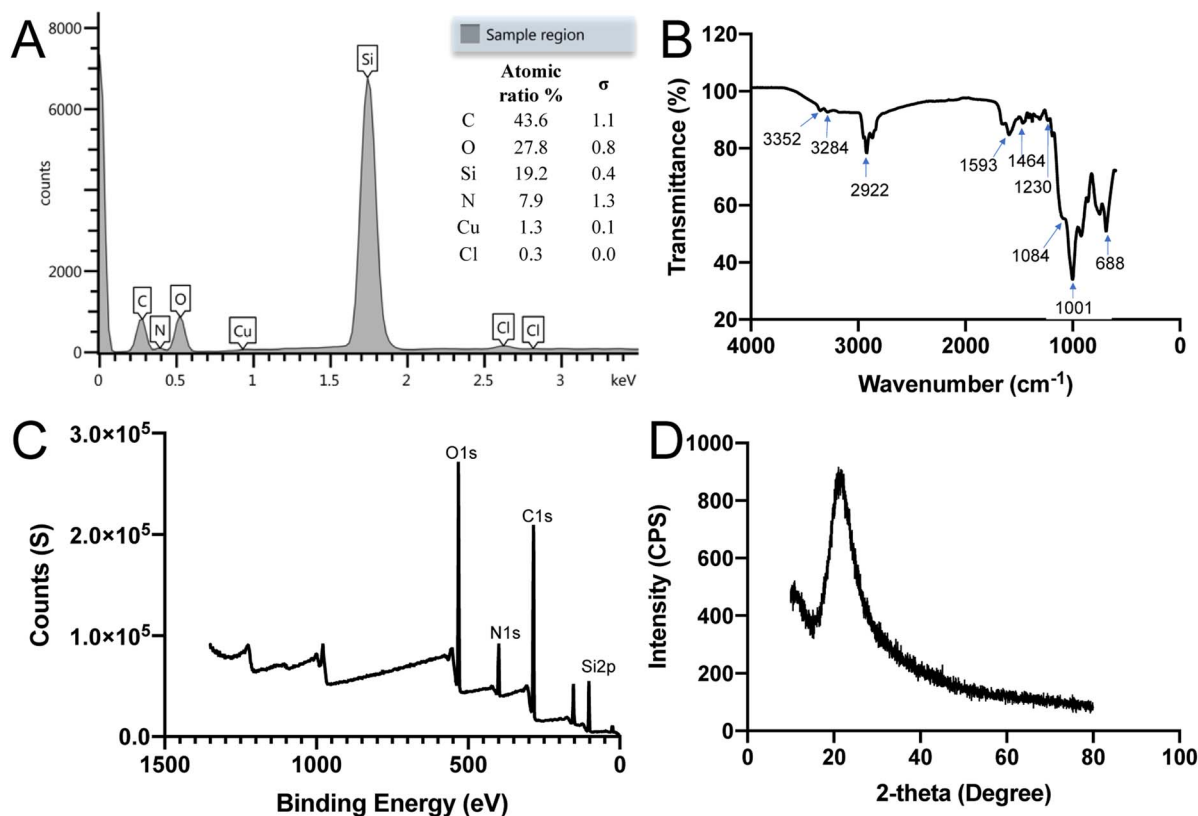 A
8000
6000
2000
0
counts
Si
C
N
O
Cu
Cl
Cl
0 0.5 1 1.5 2 2.5 3 keV
Sample region
Atomic
ratio % σ
C 43.6 1.1
O 27.8 0.8
Si 19.2 0.4
N 7.9 1.3
Cu 1.3 0.1
Cl 0.3 0.0
B
120
100
80
60
40
20
Transmittance (%)
3352
3284
2922
1593
1464
1230
1084
1001
688
4000 3000 2000 1000 0
Wavenumber (cm⁻¹)
C
3.0×10⁵
2.0×10⁵
1.0×10⁵
0.0
Counts (S)
O1s
C1s
N1s
Si2p
1500 1000 500 0
Binding Energy (eV)
D
1000
800
600
400
200
0
Intensity (CPS)
0 20 40 60 80 100
2-theta (Degree)